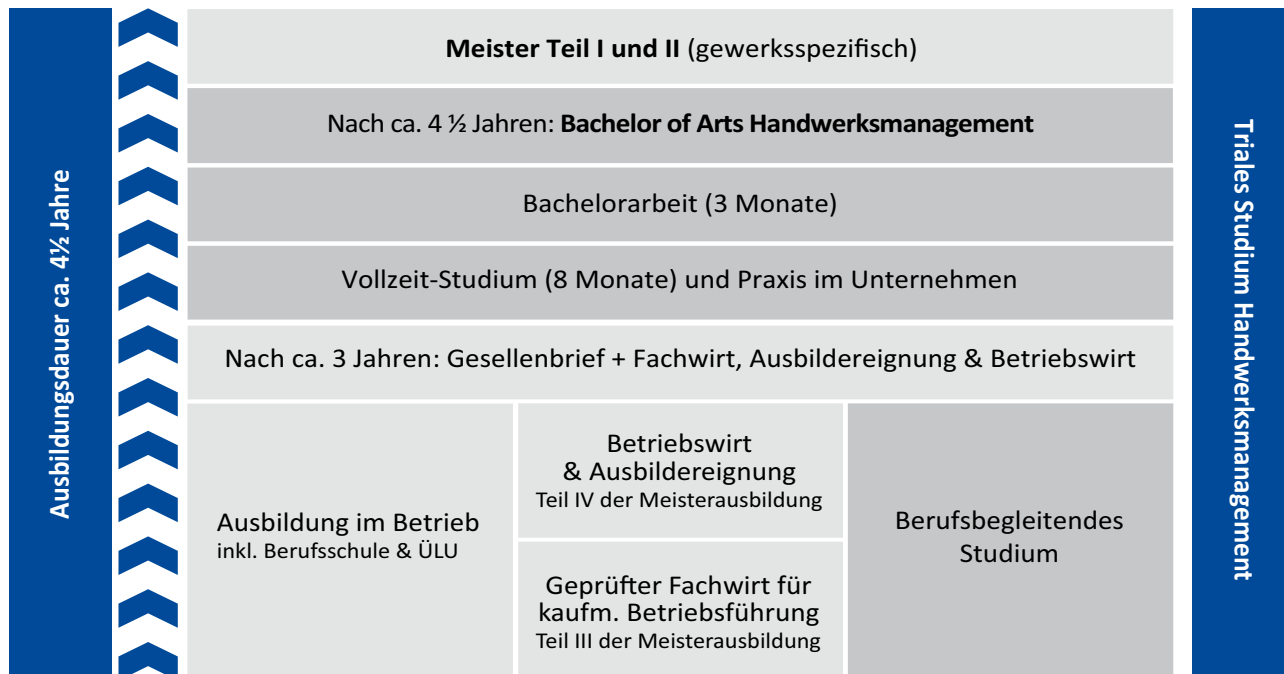 Ausbildungsdauer ca. 4½ Jahre
Meister Teil I und II (gewerksspezifisch)
Nach ca. 4 ½ Jahren: Bachelor of Arts Handwerksmanagement
Bachelorarbeit (3 Monate)
Vollzeit-Studium (8 Monate) und Praxis im Unternehmen
Nach ca. 3 Jahren: Gesellenbrief + Fachwirt, Ausbildereignung & Betriebswirt
Ausbildung im Betrieb
inkl. Berufsschule & ÜLU
Betriebswirt
& Ausbildereignung
Teil IV der Meisterausbildung
Geprüfter Fachwirt für
kaufm. Betriebsführung
Teil III der Meisterausbildung
Berufsbegleitendes
Studium
Triales Studium Handwerksmanagement